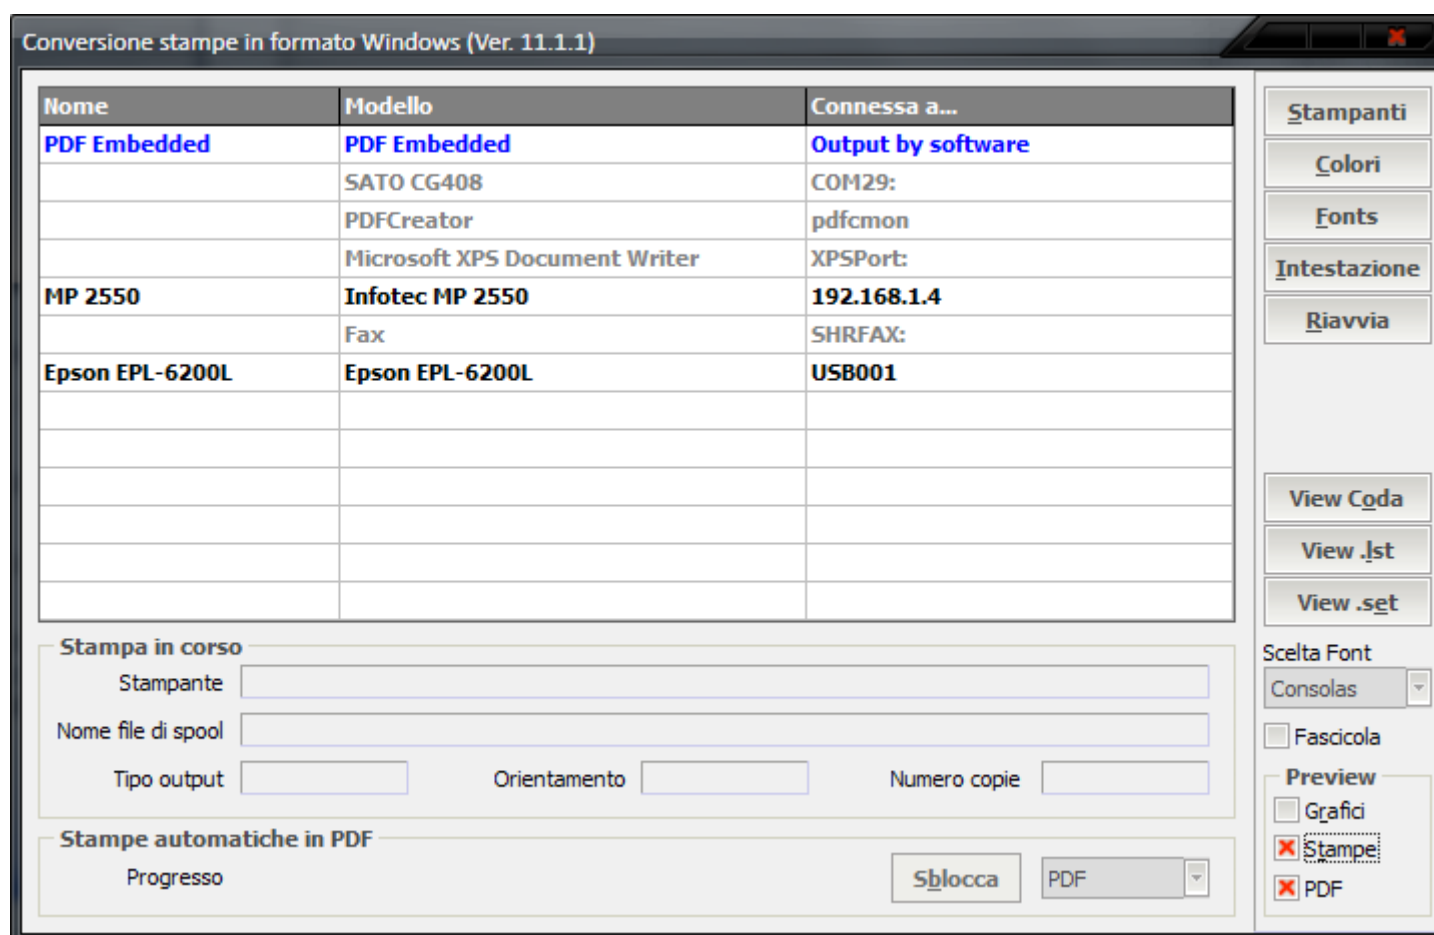 Conversione stampe in formato Windows (Ver. 11.1.1)
Nome Modello Connessa a...
PDF Embedded PDF Embedded Output by software
SATO CG408 COM29:
PDFCreator pdfcmon
Microsoft XPS Document Writer XPSPort:
MP 2550 Infotec MP 2550 192.168.1.4
Fax SHRFAX:
Epson EPL-6200L Epson EPL-6200L USB001
Stampa in corso
Stampante
Nome file di spool
Tipo output Orientamento Numero copie
Stampe automatiche in PDF
Progresso Sblocca PDF
Stampanti
Colori
Fonts
Intestazione
Riavvia
View Coda
View .lst
View .set
Scelta Font
Consolas
Fascicola
Preview
Grafici
Stampe
PDF